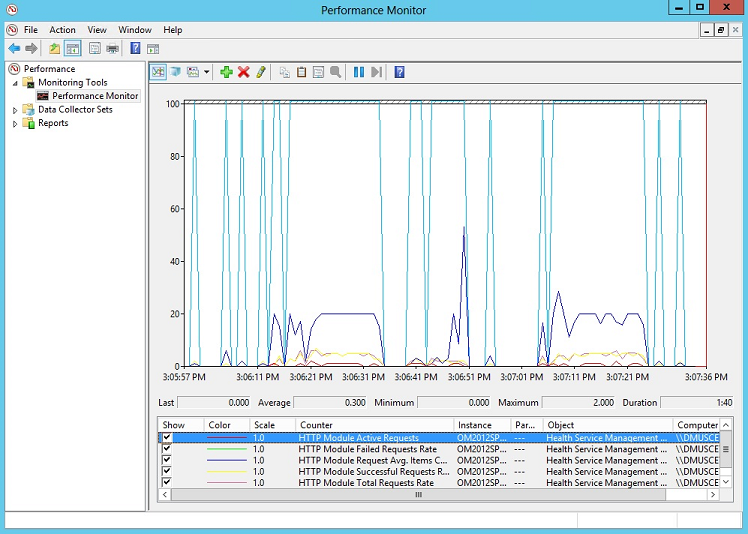 Performance Monitor
File Action View Window Help
Performance
Monitoring Tools
Performance Monitor
Data Collector Sets
Reports
100
80
60
40
20
0
3:05:57 PM 3:06:11 PM 3:06:21 PM 3:06:31 PM 3:06:41 PM 3:06:51 PM 3:07:01 PM 3:07:11 PM 3:07:21 PM 3:07:36 PM
Last 0.000 Average 0.300 Minimum 0.000 Maximum 2.000 Duration 1:40
Show Color Scale Counter Instance Par... Object Computer
1.0 HTTP Module Active Requests OM2012SP... --- Health Service Management ... \\DMUSCE
1.0 HTTP Module Failed Requests Rate OM2012SP... --- Health Service Management ... \\DMUSCE
1.0 HTTP Module Request Avg. Items C... OM2012SP... --- Health Service Management ... \\DMUSCE
1.0 HTTP Module Successful Requests R... OM2012SP... --- Health Service Management ... \\DMUSCE
1.0 HTTP Module Total Requests Rate OM2012SP... --- Health Service Management ... \\DMUSCE